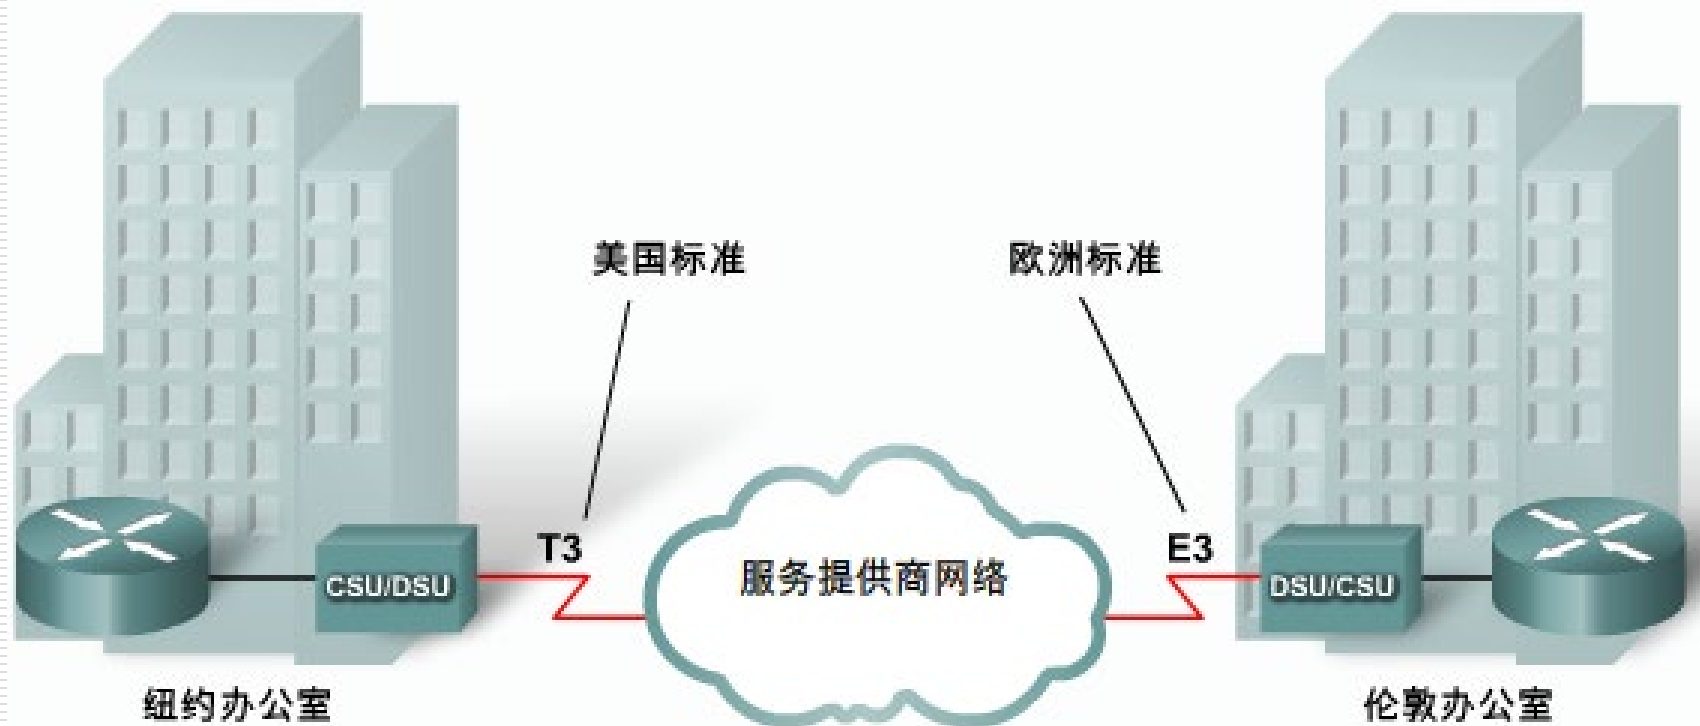 美国标准
欧洲标准
T3
E3
CSU/DSU
服务提供商网络
DSU/CSU
纽约办公室
伦敦办公室